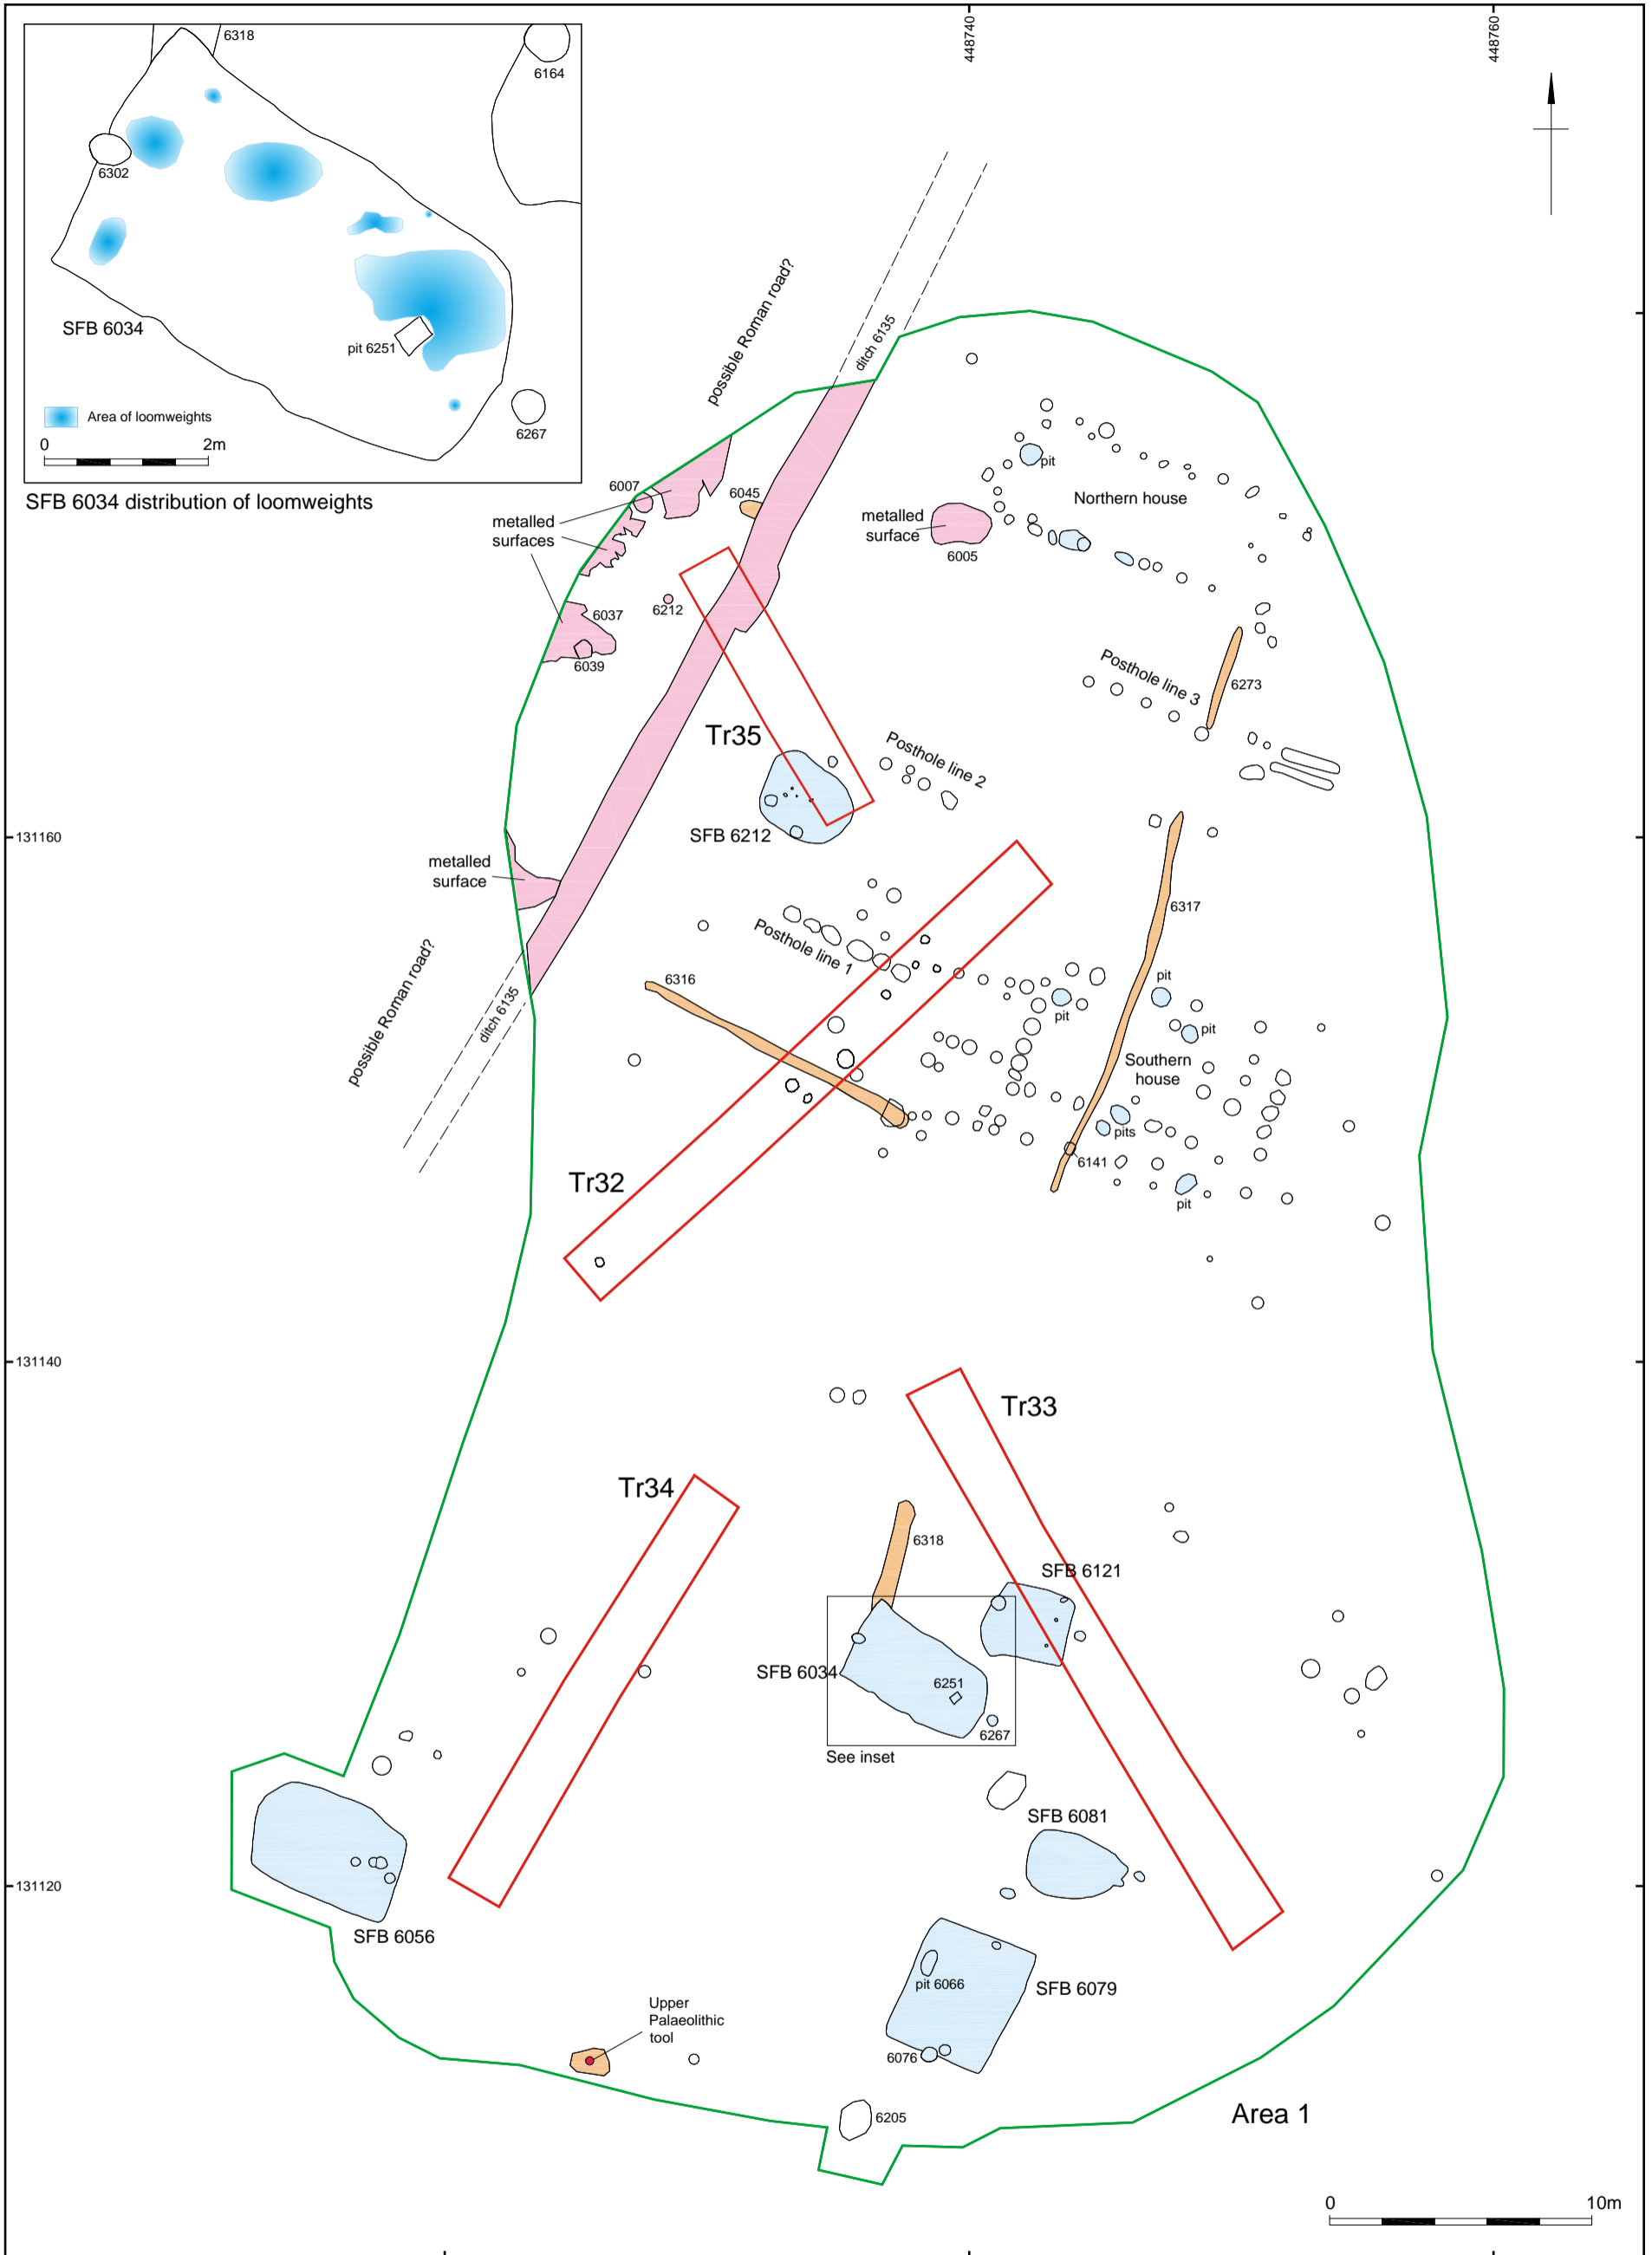 448740
448760
6318
6164
6302
SFB 6034
pit 6251
Area of loomweights
0
2m
6267
SFB 6034 distribution of loomweights
possible Roman road?
ditch 6135
6007
metalled
surfaces
6045
6037
6212
6039
pit
Northern house
metalled
surface
6005
Posthole line 3
6273
Tr35
Posthole line 2
SFB 6212
131160
metalled
surface
6317
Posthole line 1
6316
possible Roman road?
ditch 6135
pit
pit
pit
Southern
house
pits
6141
pit
Tr32
131140
Tr33
Tr34
6318
SFB 6121
SFB 6034
6251
6267
See inset
SFB 6081
131120
SFB 6056
pit 6066
SFB 6079
Upper
Palaeolithic
tool
6076
6205
Area 1
0
10m